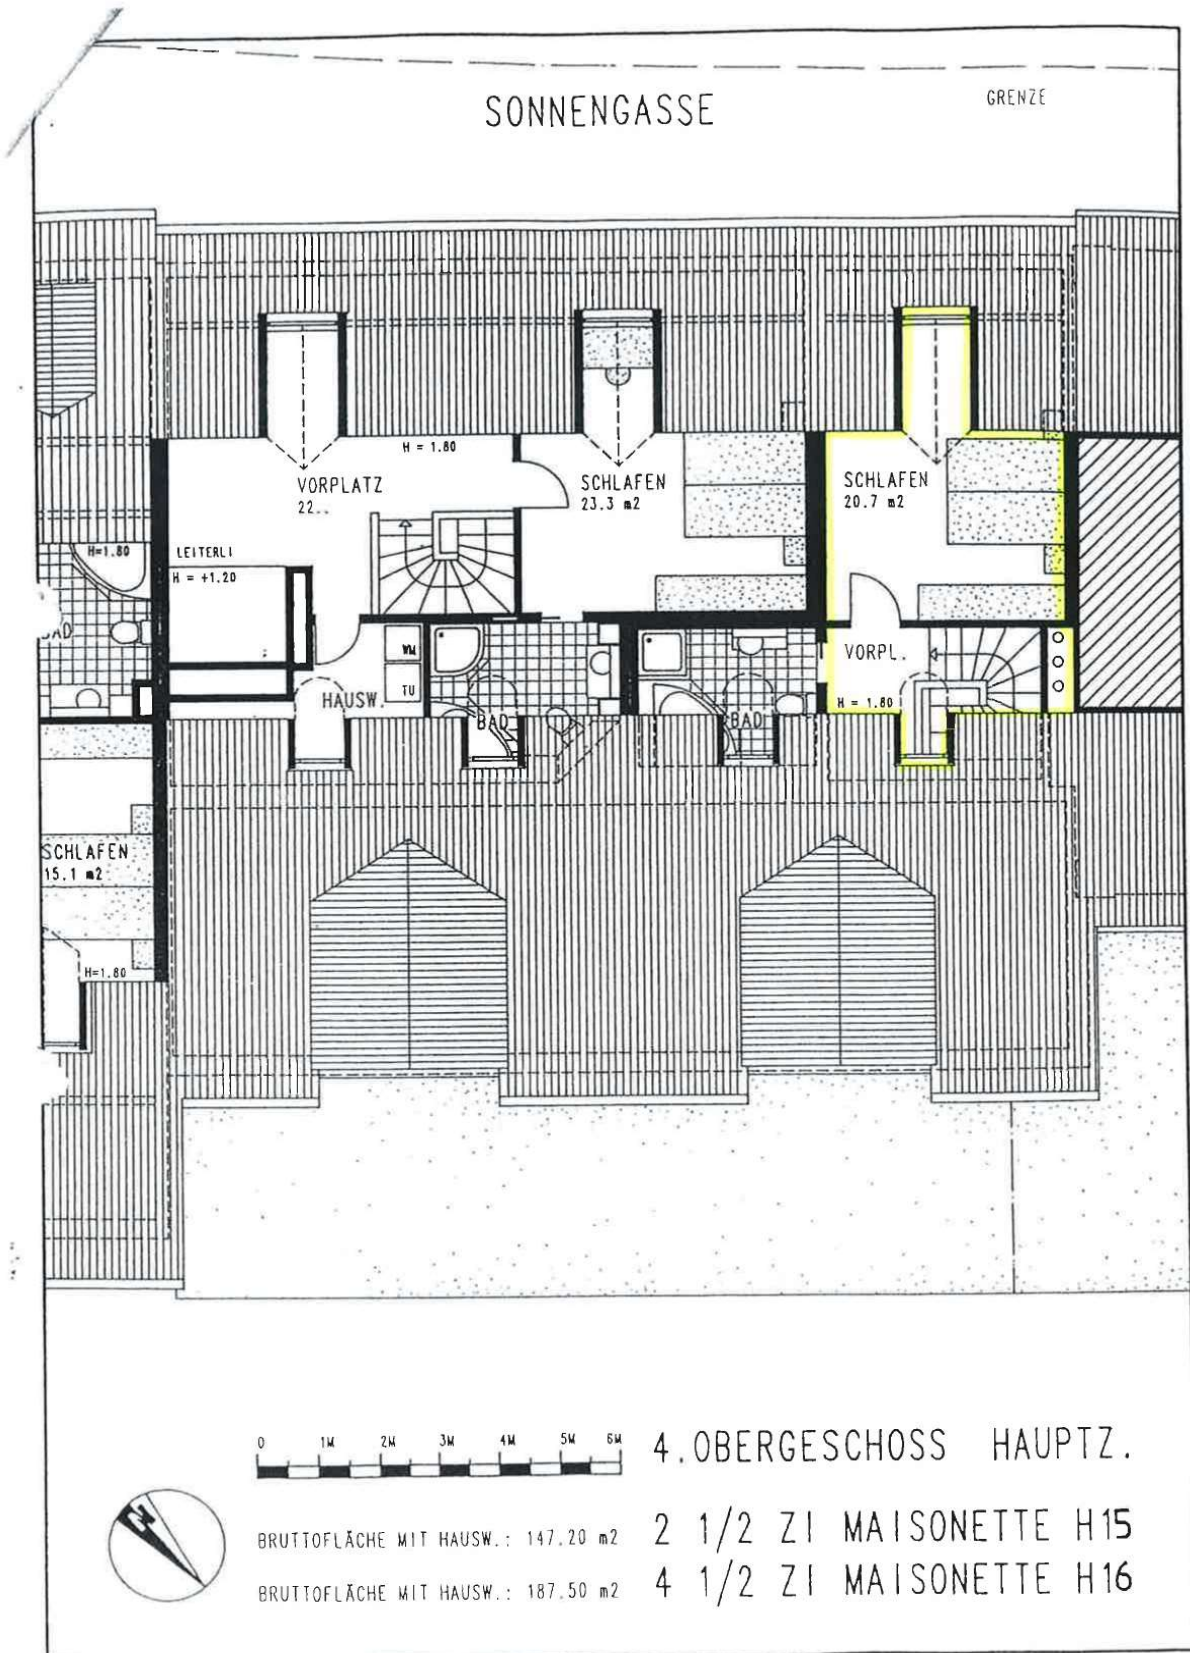 GRENZE
SONNENGASSE
H = 1.80
VORPLATZ
22..
SCHLAFEN
23.3 m2
SCHLAFEN
20.7 m2
H=1.80
LEITERLI
H = +1.20
BAD
WM
TU
HAUSW.
BAD
BAD
VORPL.
H = 1.80
SCHLAFEN
15.1 m2
H=1.80
0 1M 2M 3M 4M 5M 6M
4.OBERGESCHOSS HAUPTZ.
N
BRUTTOFLÄCHE MIT HAUSW.: 147.20 m2 2 1/2 ZI MAISONETTE H15
BRUTTOFLÄCHE MIT HAUSW.: 187.50 m2 4 1/2 ZI MAISONETTE H16